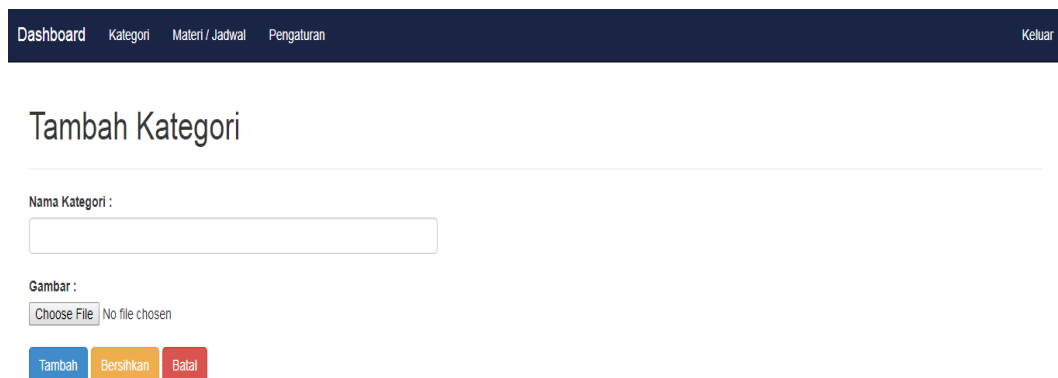 Dashboard Kategori Materi / Jadwal Pengaturan Keluar
Tambah Kategori
Nama Kategori :
Gambar :
Choose File No file chosen
Tambah Bersihkan Batal